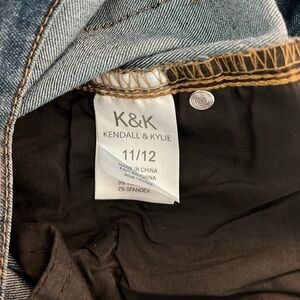 K&K
KENDALL & KYLIE
11/12
MADE IN CHINA
2% SPANDEX